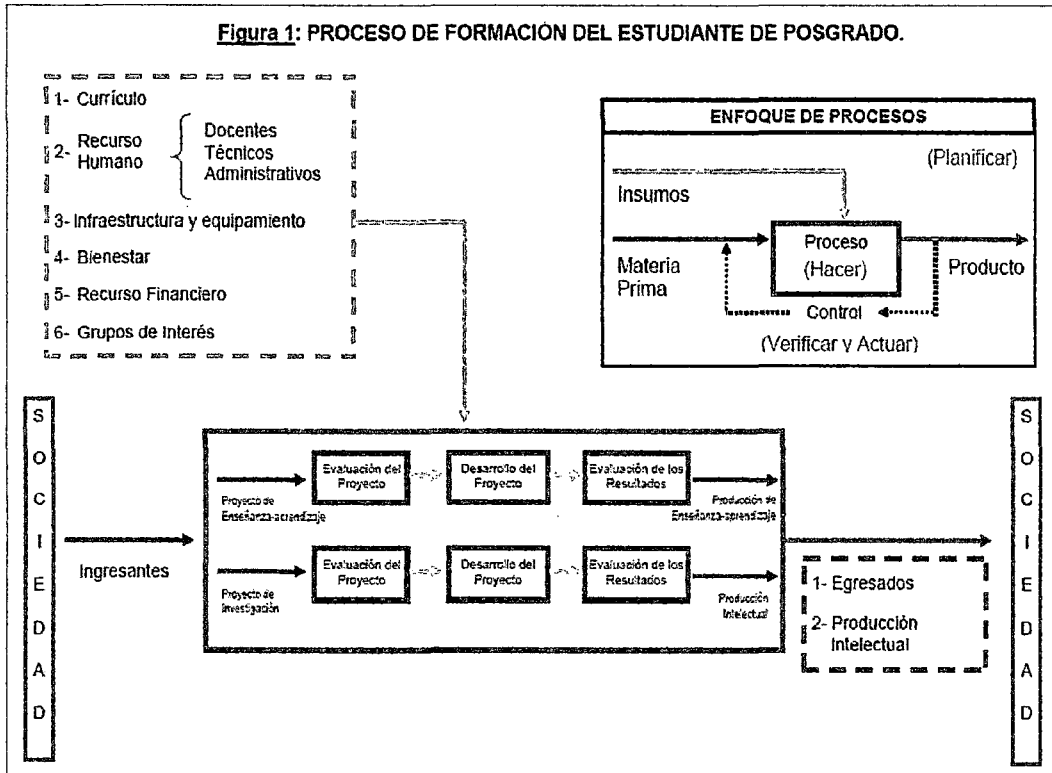 Figura 1: PROCESO DE FORMACIÓN DEL ESTUDIANTE DE POSGRADO.
1- Currículo
2- Recurso
Humano
Docentes
Técnicos
Administrativos
3- Infraestructura y equipamiento
4- Bienestar
5- Recurso Financiero
6- Grupos de Interés
ENFOQUE DE PROCESOS
(Planificar)
Insumos
Materia
Prima
Proceso
(Hacer)
Producto
Control
(Verificar y Actuar)
SOCIEDAD
Ingresantes
Proyecto de
Enseñanza-aprendizaje
Evaluación del
Proyecto
Desarrollo del
Proyecto
Evaluación de los
Resultados
Producción de
Enseñanza-aprendizaje
Proyecto de
Investigación
Evaluación del
Proyecto
Desarrollo del
Proyecto
Evaluación de los
Resultados
Producción
Intelectual
1- Egresados
2- Producción
Intelectual
SOCIEDAD